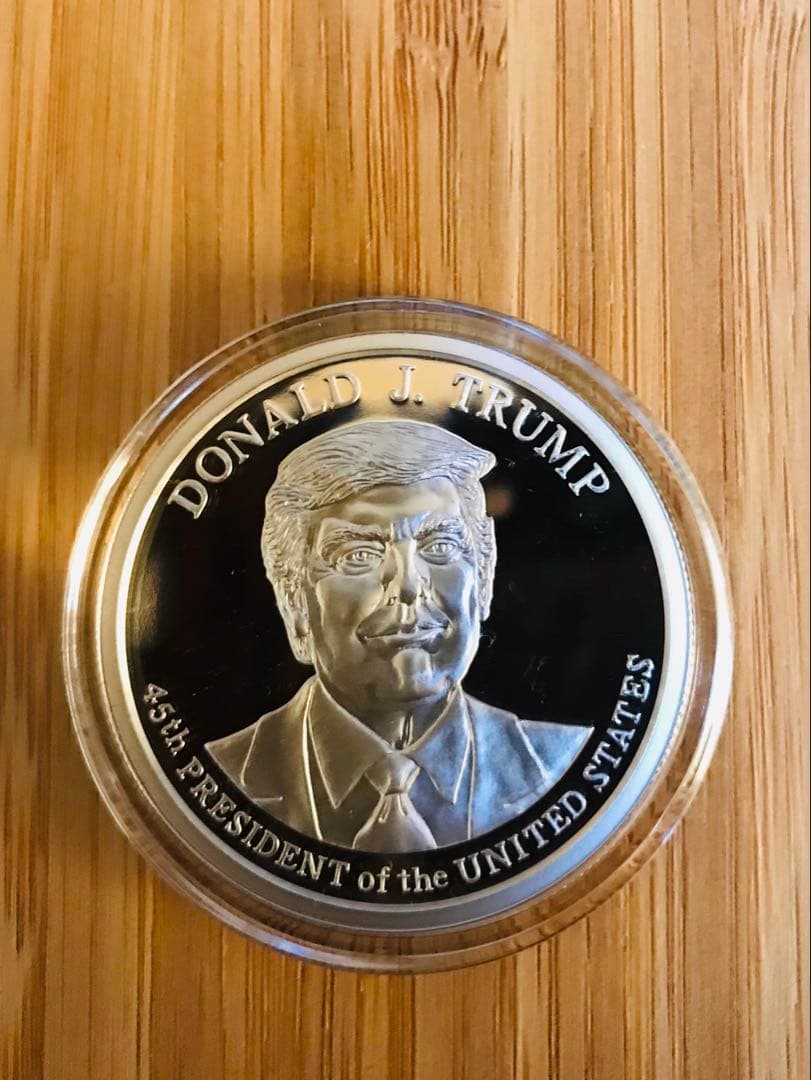 DONALD J. TRUMP
45th PRESIDENT of the UNITED STATES